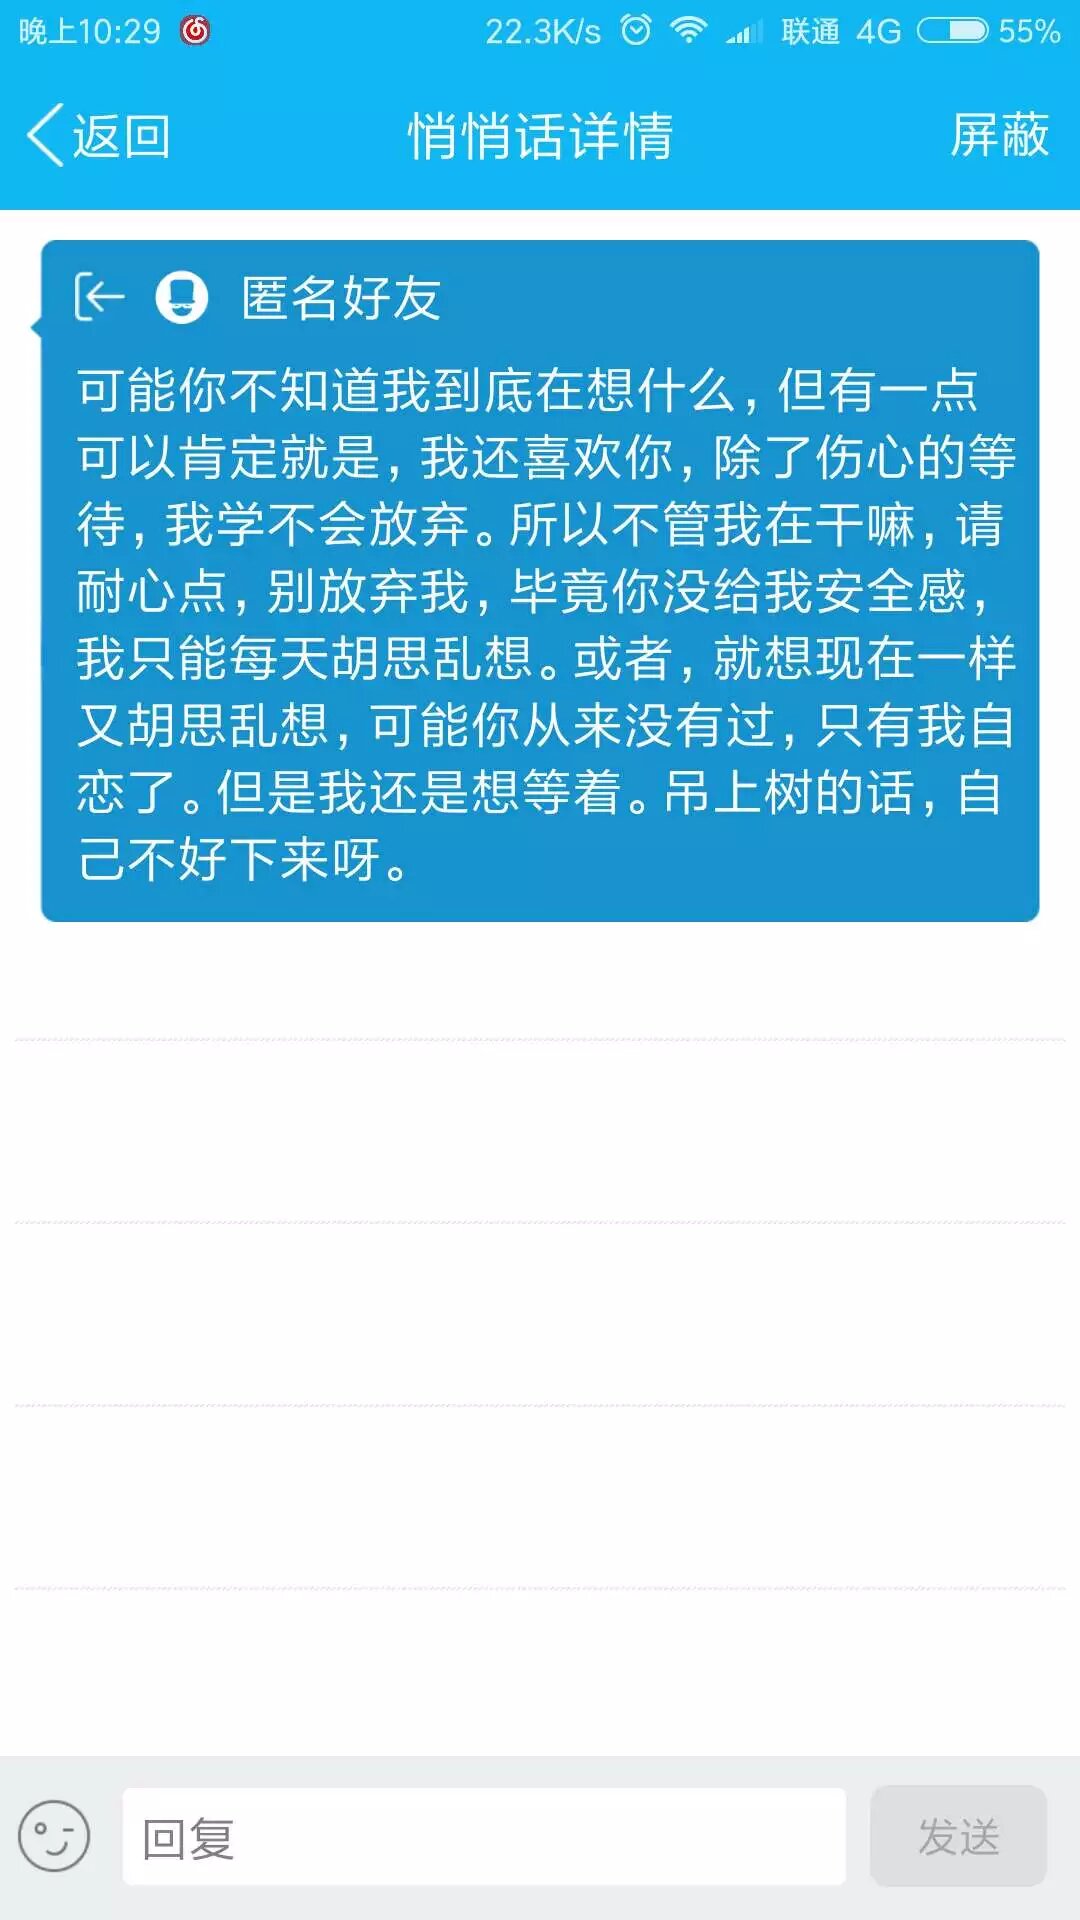 晚上10:29 22.3K/s 联通 4G 55%
返回 悄悄话详情 屏蔽
匿名好友
可能你不知道我到底在想什么，但有一点
可以肯定就是，我还喜欢你，除了伤心的等
待，我学不会放弃。所以不管我在干嘛，请
耐心点，别放弃我，毕竟你没给我安全感，
我只能每天胡思乱想。或者，就想现在一样
又胡思乱想，可能你从来没有过，只有我自
恋了。但是我还是想等着。吊上树的话，自
己不好下来呀。
回复 发送